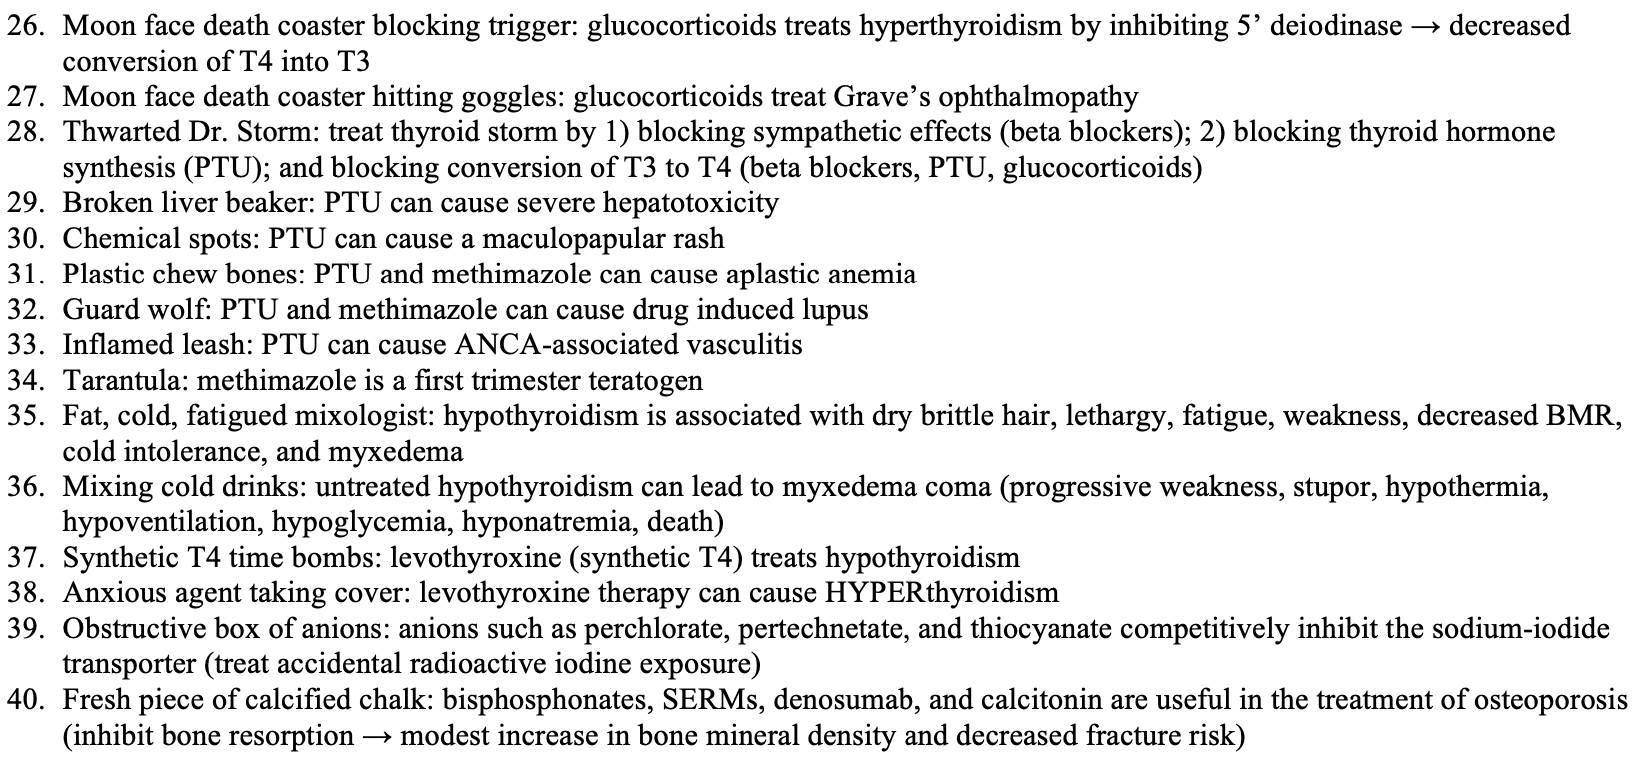 26. Moon face death coaster blocking trigger: glucocorticoids treats hyperthyroidism by inhibiting 5’ deiodinase → decreased
conversion of T4 into T3
27. Moon face death coaster hitting goggles: glucocorticoids treat Grave’s ophthalmopathy
28. Thwarted Dr. Storm: treat thyroid storm by 1) blocking sympathetic effects (beta blockers); 2) blocking thyroid hormone
synthesis (PTU); and blocking conversion of T3 to T4 (beta blockers, PTU, glucocorticoids)
29. Broken liver beaker: PTU can cause severe hepatotoxicity
30. Chemical spots: PTU can cause a maculopapular rash
31. Plastic chew bones: PTU and methimazole can cause aplastic anemia
32. Guard wolf: PTU and methimazole can cause drug induced lupus
33. Inflamed leash: PTU can cause ANCA-associated vasculitis
34. Tarantula: methimazole is a first trimester teratogen
35. Fat, cold, fatigued mixologist: hypothyroidism is associated with dry brittle hair, lethargy, fatigue, weakness, decreased BMR,
cold intolerance, and myxedema
36. Mixing cold drinks: untreated hypothyroidism can lead to myxedema coma (progressive weakness, stupor, hypothermia,
hypoventilation, hypoglycemia, hyponatremia, death)
37. Synthetic T4 time bombs: levothyroxine (synthetic T4) treats hypothyroidism
38. Anxious agent taking cover: levothyroxine therapy can cause HYPERthyroidism
39. Obstructive box of anions: anions such as perchlorate, pertechnetate, and thiocyanate competitively inhibit the sodium-iodide
transporter (treat accidental radioactive iodine exposure)
40. Fresh piece of calcified chalk: bisphosphonates, SERMs, denosumab, and calcitonin are useful in the treatment of osteoporosis
(inhibit bone resorption → modest increase in bone mineral density and decreased fracture risk)